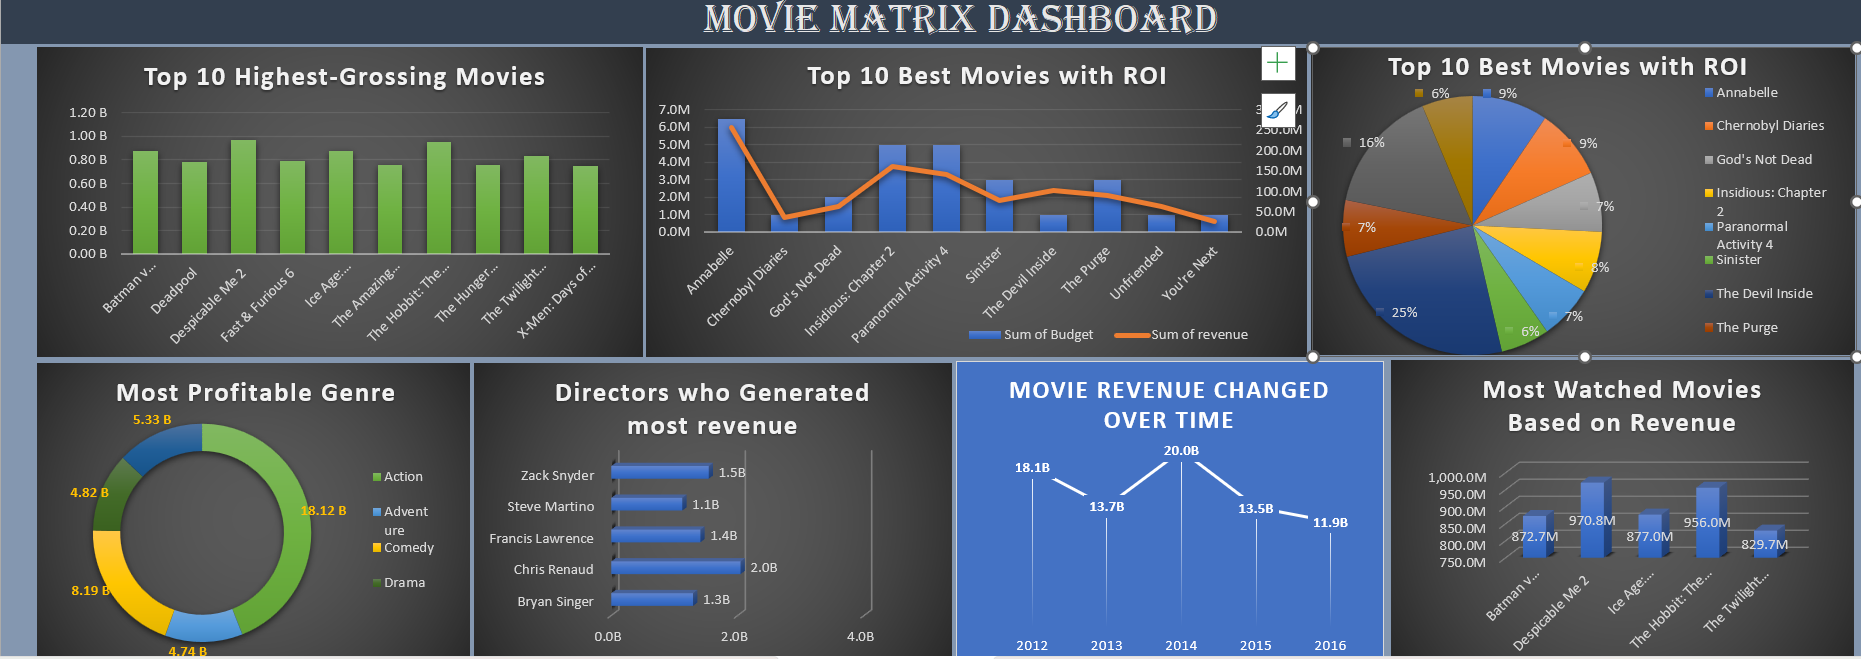 MOVIE MATRIX DASHBOARD
Top 10 Highest-Grossing Movies
1.20 B
1.00 B
0.80 B
0.60 B
0.40 B
0.20 B
0.00 B
Batman v...
Deadpool
Despicable Me 2
Fast & Furious 6
Ice Age:...
The Amazing...
The Hobbit: The...
The Hunger...
The Twilight...
X-Men: Days of...
Top 10 Best Movies with ROI
7.0M
6.0M
5.0M
4.0M
3.0M
2.0M
1.0M
0.0M
250.0M
200.0M
150.0M
100.0M
50.0M
0.0M
Annabelle
Chernobyl Diaries
God's Not Dead
Insidious: Chapter 2
Paranormal Activity 4
Sinister
The Devil Inside
The Purge
Unfriended
You're Next
Sum of Budget
Sum of revenue
Top 10 Best Movies with ROI
6%
9%
9%
16%
7%
7%
8%
25%
7%
6%
Annabelle
Chernobyl Diaries
God's Not Dead
Insidious: Chapter
2
Paranormal
Activity 4
Sinister
The Devil Inside
The Purge
Most Profitable Genre
5.33 B
4.82 B
18.12 B
8.19 B
4.74 B
Action
Advent
ure
Comedy
Drama
Directors who Generated
most revenue
Zack Snyder
1.5B
Steve Martino
1.1B
Francis Lawrence
1.4B
Chris Renaud
2.0B
Bryan Singer
1.3B
0.0B
2.0B
4.0B
MOVIE REVENUE CHANGED
OVER TIME
18.1B
13.7B
20.0B
13.5B
11.9B
2012
2013
2014
2015
2016
Most Watched Movies
Based on Revenue
1,000.0M
950.0M
900.0M
850.0M
800.0M
750.0M
872.7M
970.8M
877.0M
956.0M
829.7M
Batman v...
Despicable Me 2
Ice Age:...
The Hobbit: The...
The Twilight...